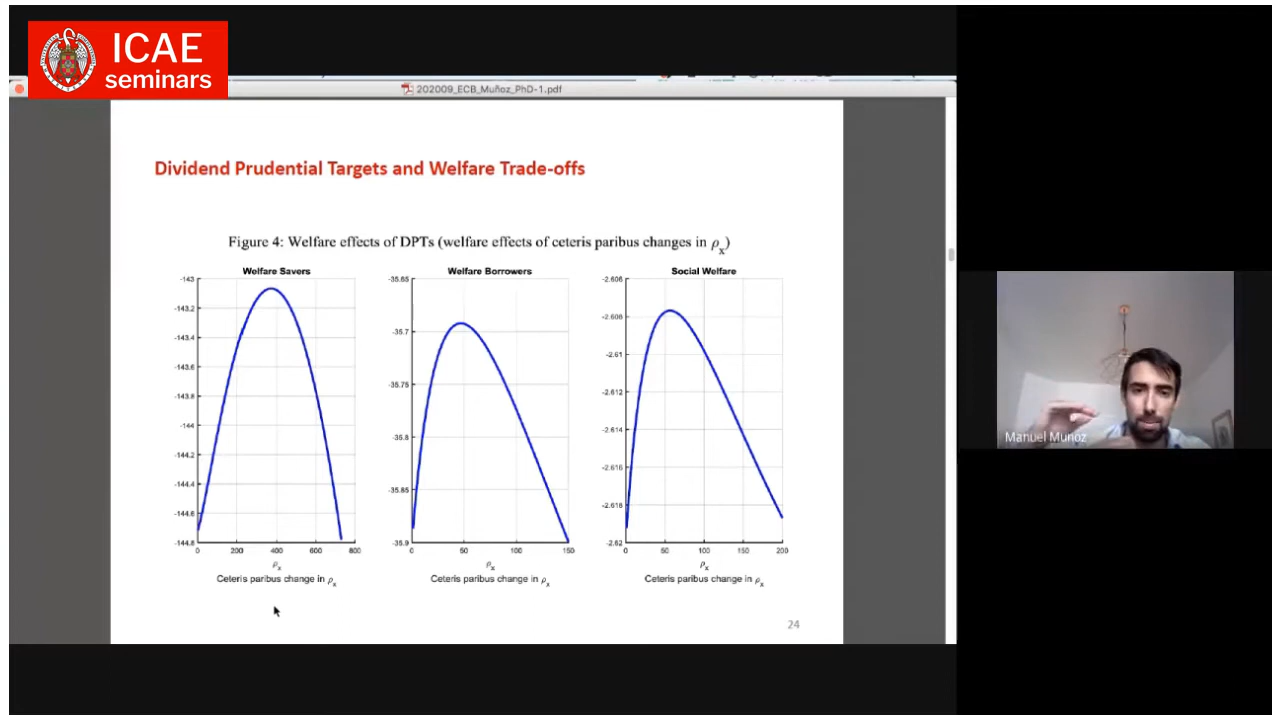 ICAE
seminars
202009_ECB_Muñoz_PhD-1.pdf
Dividend Prudential Targets and Welfare Trade-offs
Figure 4: Welfare effects of DPTs (welfare effects of ceteris paribus changes in ρx)
Welfare Savers
-143
-143.2
-143.4
-143.6
-143.8
-144
-144.2
-144.4
-144.6
-144.8
0 200 400 600 800
ρx
Ceteris paribus change in ρx
Welfare Borrowers
-35.65
-35.7
-35.75
-35.8
-35.85
-35.9
0 50 100 150
ρx
Ceteris paribus change in ρx
Social Welfare
-2.606
-2.608
-2.61
-2.612
-2.614
-2.616
-2.618
-2.62
0 50 100 150 200
ρx
Ceteris paribus change in ρx
24
Manuel Muñoz